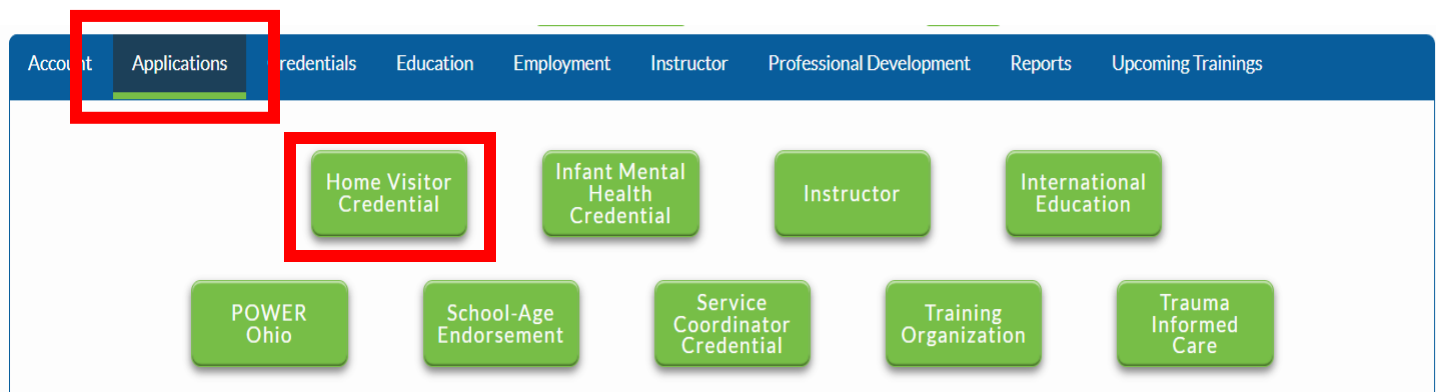 Account Applications Credentials Education Employment Instructor Professional Development Reports Upcoming Trainings
Home Visitor
Credential
Infant Mental
Health
Credential
Instructor
International
Education
POWER
Ohio
School-Age
Endorsement
Service
Coordinator
Credential
Training
Organization
Trauma
Informed
Care